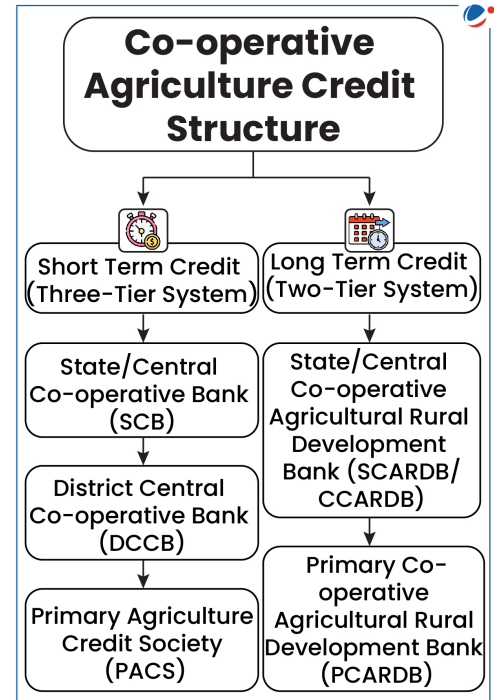 Co-operative
Agriculture Credit
Structure
Short Term Credit
(Three-Tier System)
State/Central
Co-operative Bank
(SCB)
District Central
Co-operative Bank
(DCCB)
Primary Agriculture
Credit Society
(PACS)
Long Term Credit
(Two-Tier System)
State/Central
Co-operative
Agricultural Rural
Development
Bank (SCARDB/
CCARDB)
Primary Co-
operative
Agricultural Rural
Development Bank
(PCARDB)